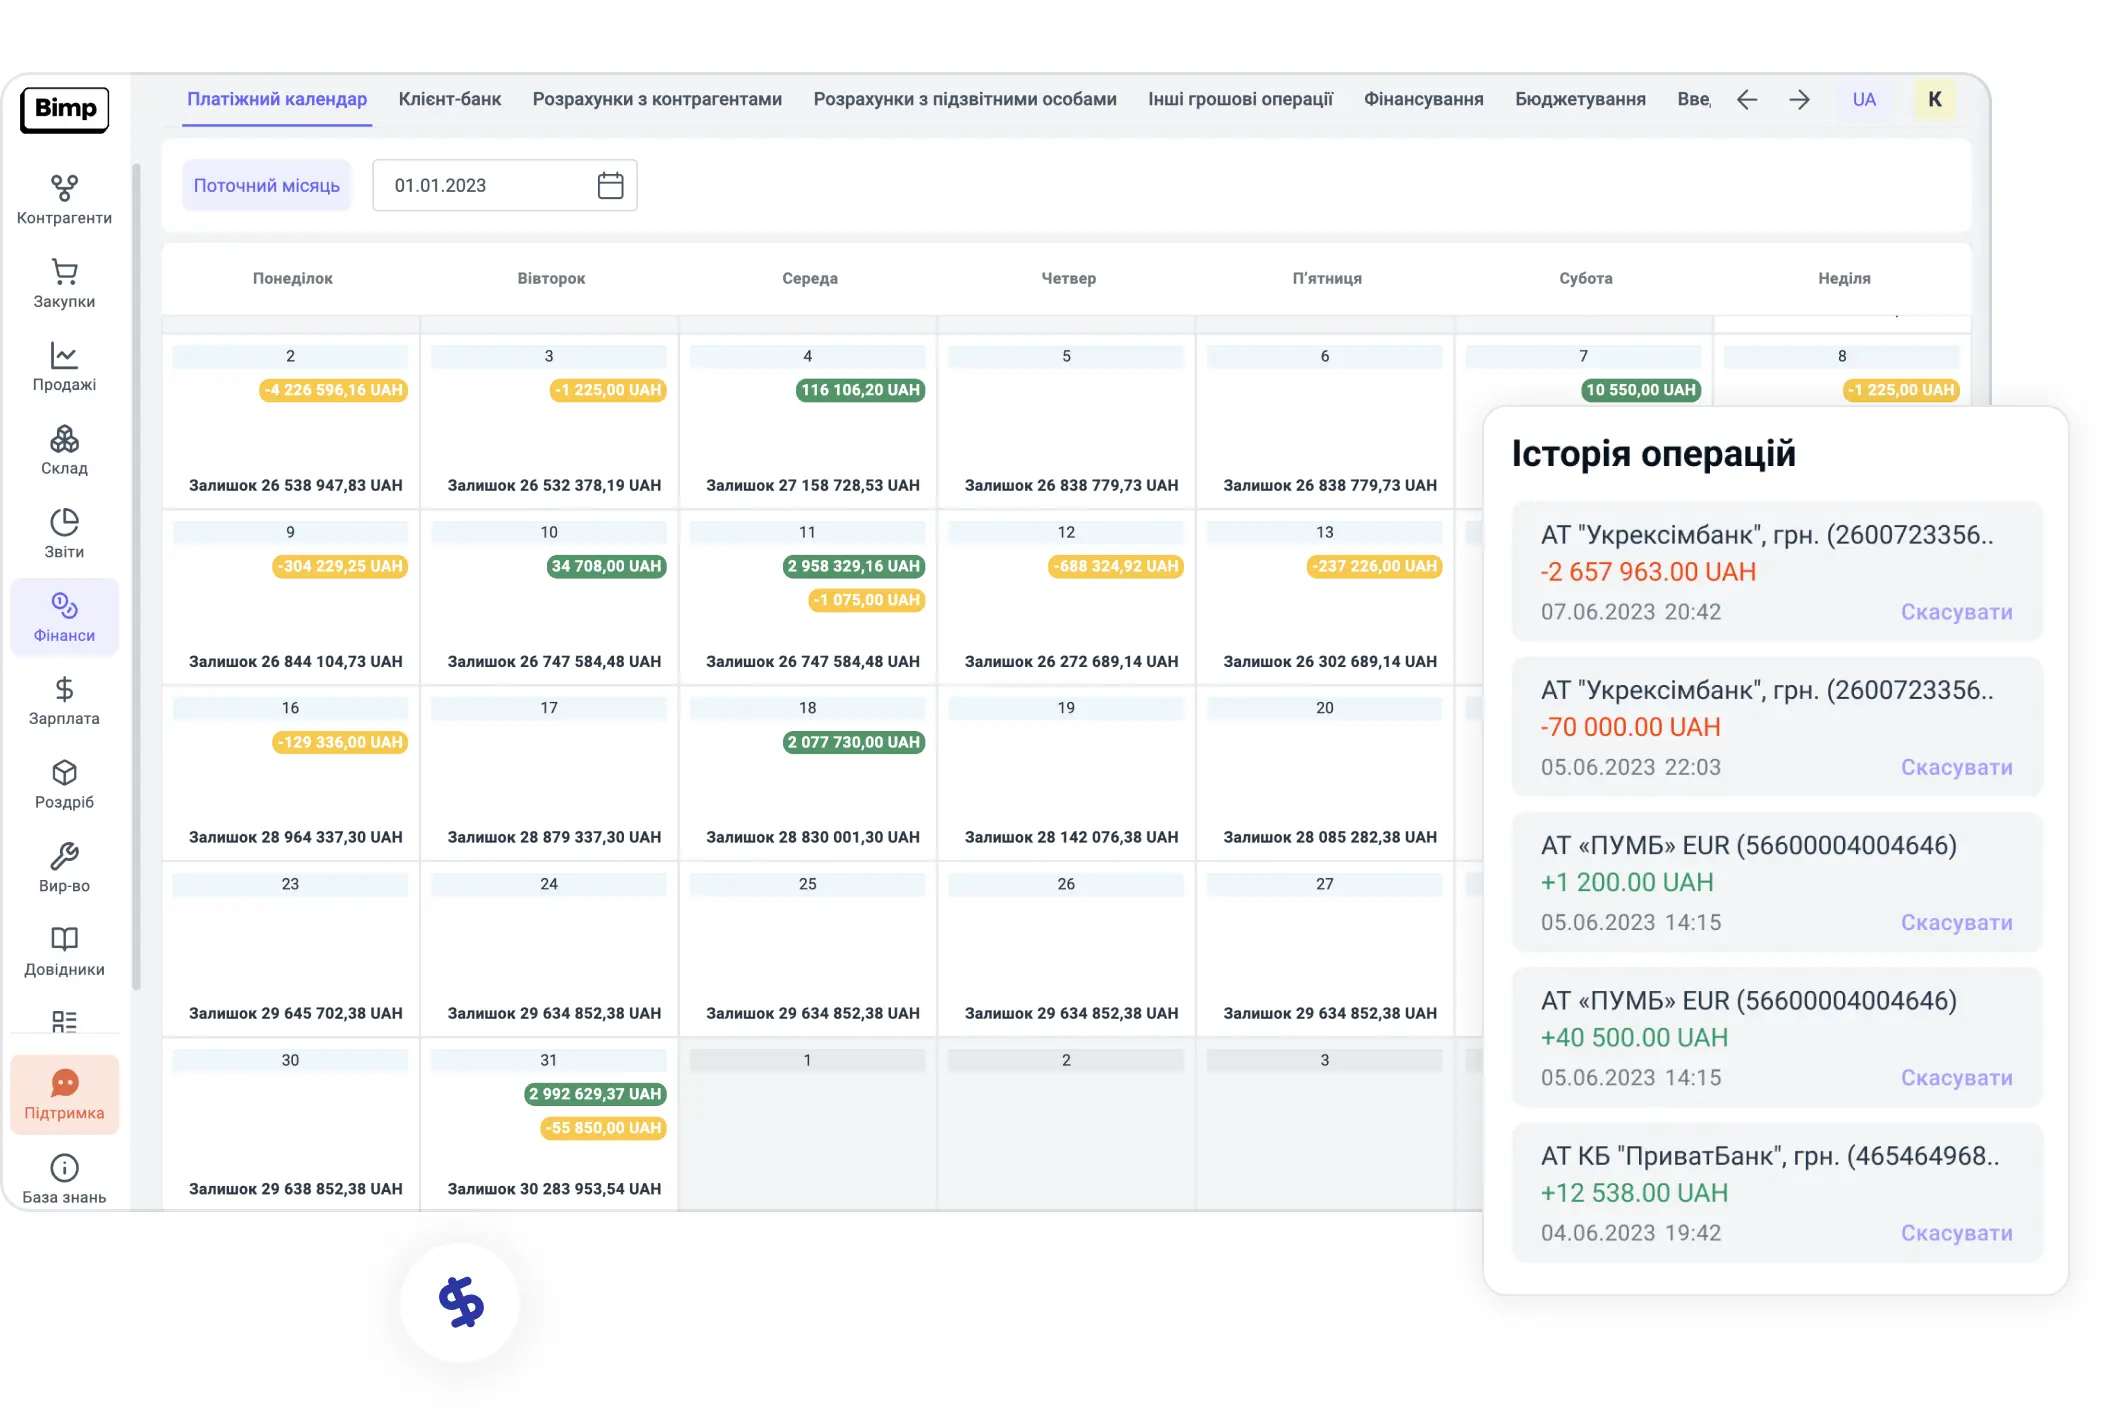 Bimp
Платіжний календар
Клієнт-банк
Розрахунки з контрагентами
Розрахунки з підзвітними особами
Інші грошові операції
Фінансування
Бюджетування
Вве
UA
K
Контрагенти
Закупки
Продажі
Склад
Звіти
Фінанси
Зарплата
Роздріб
Вир-во
Довідники
Підтримка
База знань
Поточний місяць
01.01.2023
Понеділок
Вівторок
Середа
Четвер
П’ятниця
Субота
Неділя
2
-4 226 596,16 UAH
Залишок 26 538 947,83 UAH
3
-1 225,00 UAH
Залишок 26 532 378,19 UAH
4
116 106,20 UAH
Залишок 27 158 728,53 UAH
5
Залишок 26 838 779,73 UAH
6
Залишок 26 838 779,73 UAH
7
10 550,00 UAH
8
-1 225,00 UAH
9
-304 229,25 UAH
Залишок 26 844 104,73 UAH
10
34 708,00 UAH
Залишок 26 747 584,48 UAH
11
2 958 329,16 UAH
-1 075,00 UAH
Залишок 26 747 584,48 UAH
12
-688 324,92 UAH
Залишок 26 272 689,14 UAH
13
-237 226,00 UAH
Залишок 26 302 689,14 UAH
16
-129 336,00 UAH
Залишок 28 964 337,30 UAH
17
Залишок 28 879 337,30 UAH
18
2 077 730,00 UAH
Залишок 28 830 001,30 UAH
19
Залишок 28 142 076,38 UAH
20
Залишок 28 085 282,38 UAH
23
Залишок 29 645 702,38 UAH
24
Залишок 29 634 852,38 UAH
25
Залишок 29 634 852,38 UAH
26
Залишок 29 634 852,38 UAH
27
Залишок 29 634 852,38 UAH
30
Залишок 29 638 852,38 UAH
31
2 992 629,37 UAH
-55 850,00 UAH
Залишок 30 283 953,54 UAH
1
2
3
Історія операцій
АТ "Укрексімбанк", грн. (2600723356..
-2 657 963.00 UAH
07.06.2023 20:42
Скасувати
АТ "Укрексімбанк", грн. (2600723356..
-70 000.00 UAH
05.06.2023 22:03
Скасувати
АТ «ПУМБ» EUR (56600004004646)
+1 200.00 UAH
05.06.2023 14:15
Скасувати
АТ «ПУМБ» EUR (56600004004646)
+40 500.00 UAH
05.06.2023 14:15
Скасувати
АТ КБ "ПриватБанк", грн. (465464968..
+12 538.00 UAH
04.06.2023 19:42
Скасувати
$